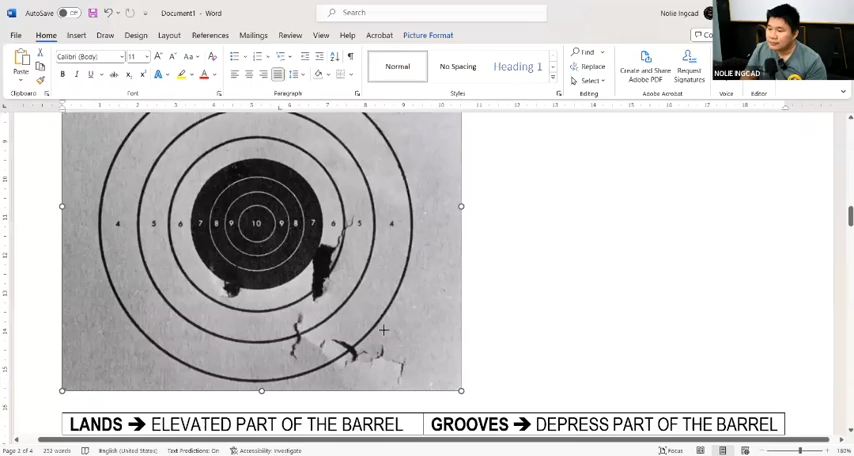 AutoSave Off Document1 - Word Search Nolie Ingcad
File Home Insert Draw Design Layout References Mailings Review View Help Acrobat Picture Format
Calibri (Body) 11 Normal No Spacing Heading 1 Find
Paste Replace Create and Share Request
Select Adobe PDF Signatures
Clipboard Font Paragraph Styles Editing Adobe Acrobat Voice Editor
NOLIE INGCAD
4 5 6 7 8 9 10 9 8 7 6 5 4
LANDS ➔ ELEVATED PART OF THE BARREL GROOVES ➔ DEPRESS PART OF THE BARREL
Page 2 of 4 252 words English (United States) Text Predictions: On Accessibility: Investigate Focus 180%